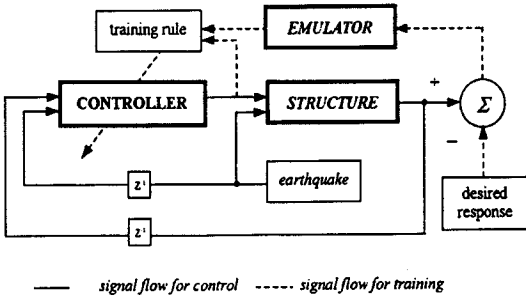 training rule
EMULATOR
CONTROLLER
STRUCTURE
+
Σ
−
Z⁻¹
earthquake
desired
response
Z⁻¹
signal flow for control
signal flow for training